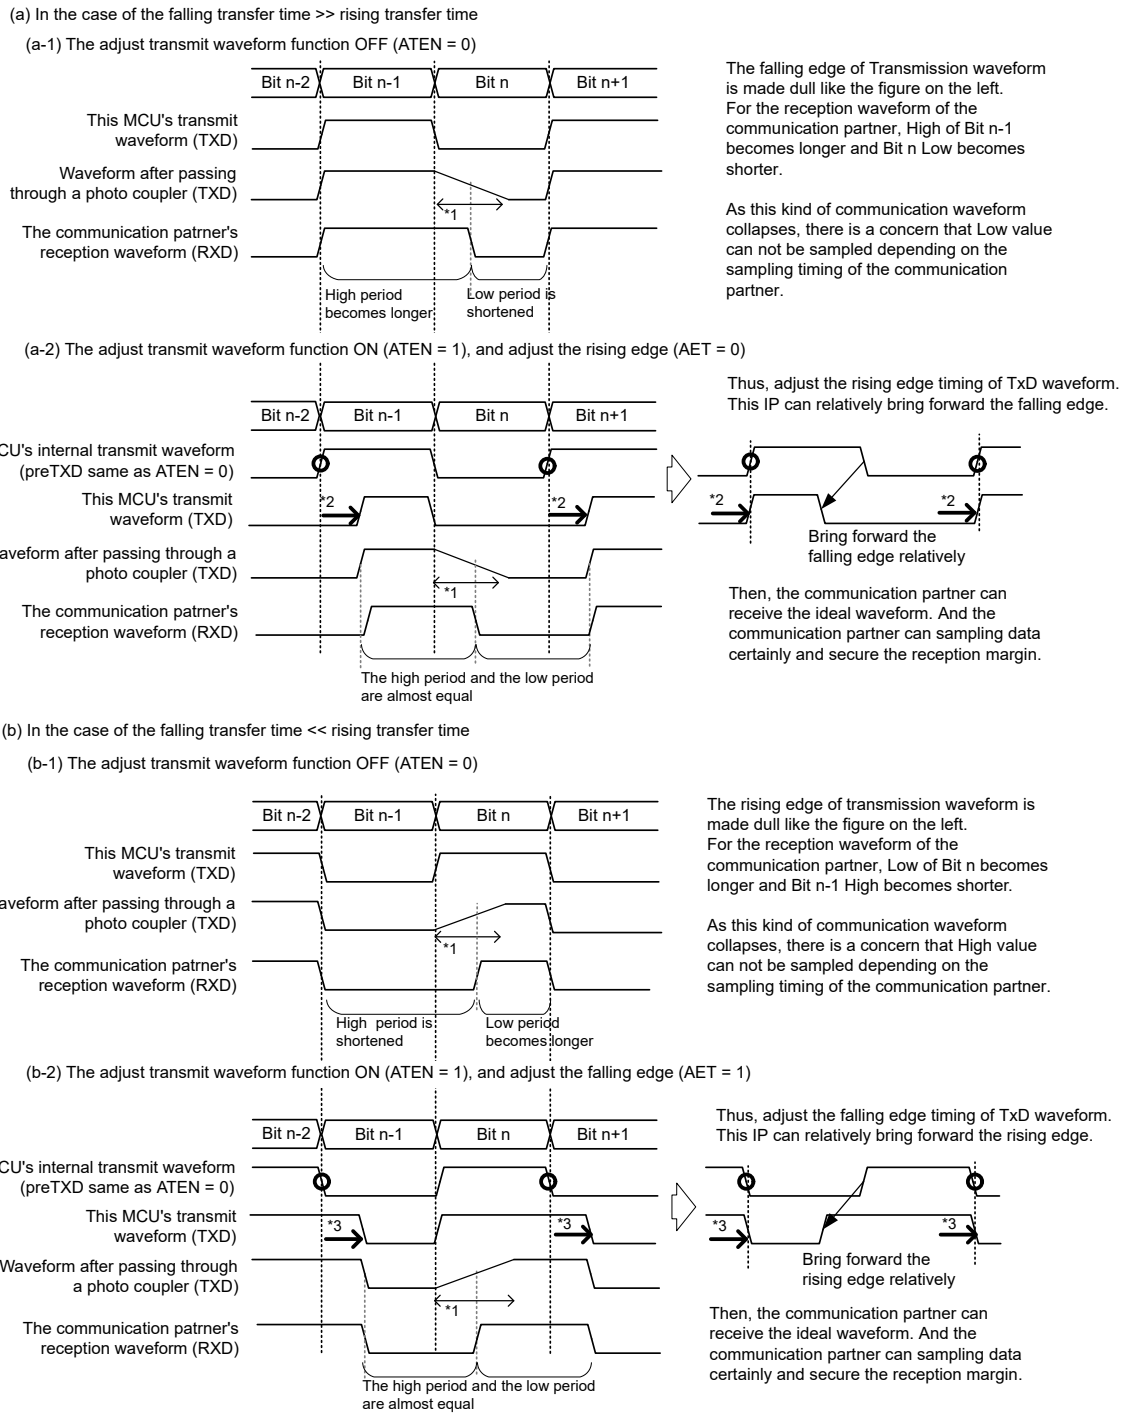 (a) In the case of the falling transfer time >> rising transfer time
(a-1) The adjust transmit waveform function OFF (ATEN = 0)
Bit n-2 Bit n-1 Bit n Bit n+1
This MCU's transmit
waveform (TXD)
Waveform after passing
through a photo coupler (TXD)
*1
The communication patrner's
reception waveform (RXD)
High period
becomes longer
Low period is
shortened
The falling edge of Transmission waveform
is made dull like the figure on the left.
For the reception waveform of the
communication partner, High of Bit n-1
becomes longer and Bit n Low becomes
shorter.
As this kind of communication waveform
collapses, there is a concern that Low value
can not be sampled depending on the
sampling timing of the communication
partner.
(a-2) The adjust transmit waveform function ON (ATEN = 1), and adjust the rising edge (AET = 0)
Bit n-2 Bit n-1 Bit n Bit n+1
CU's internal transmit waveform
(preTXD same as ATEN = 0)
This MCU's transmit
waveform (TXD)
*2 *2
aveform after passing through a
photo coupler (TXD)
*1
The communication patrner's
reception waveform (RXD)
The high period and the low period
are almost equal
Thus, adjust the rising edge timing of TxD waveform.
This IP can relatively bring forward the falling edge.
*2 *2
Bring forward the
falling edge relatively
Then, the communication partner can
receive the ideal waveform. And the
communication partner can sampling data
certainly and secure the reception margin.
(b) In the case of the falling transfer time << rising transfer time
(b-1) The adjust transmit waveform function OFF (ATEN = 0)
Bit n-2 Bit n-1 Bit n Bit n+1
This MCU's transmit
waveform (TXD)
aveform after passing through a
photo coupler (TXD)
*1
The communication patrner's
reception waveform (RXD)
High period is
shortened
Low period
becomes longer
The rising edge of transmission waveform is
made dull like the figure on the left.
For the reception waveform of the
communication partner, Low of Bit n becomes
longer and Bit n-1 High becomes shorter.
As this kind of communication waveform
collapses, there is a concern that High value
can not be sampled depending on the
sampling timing of the communication partner.
(b-2) The adjust transmit waveform function ON (ATEN = 1), and adjust the falling edge (AET = 1)
Bit n-2 Bit n-1 Bit n Bit n+1
CU's internal transmit waveform
(preTXD same as ATEN = 0)
This MCU's transmit
waveform (TXD)
*3 *3
Waveform after passing through
a photo coupler (TXD)
*1
The communication patrner's
reception waveform (RXD)
The high period and the low period
are almost equal
Thus, adjust the falling edge timing of TxD waveform.
This IP can relatively bring forward the rising edge.
*3 *3
Bring forward the
rising edge relatively
Then, the communication partner can
receive the ideal waveform. And the
communication partner can sampling data
certainly and secure the reception margin.